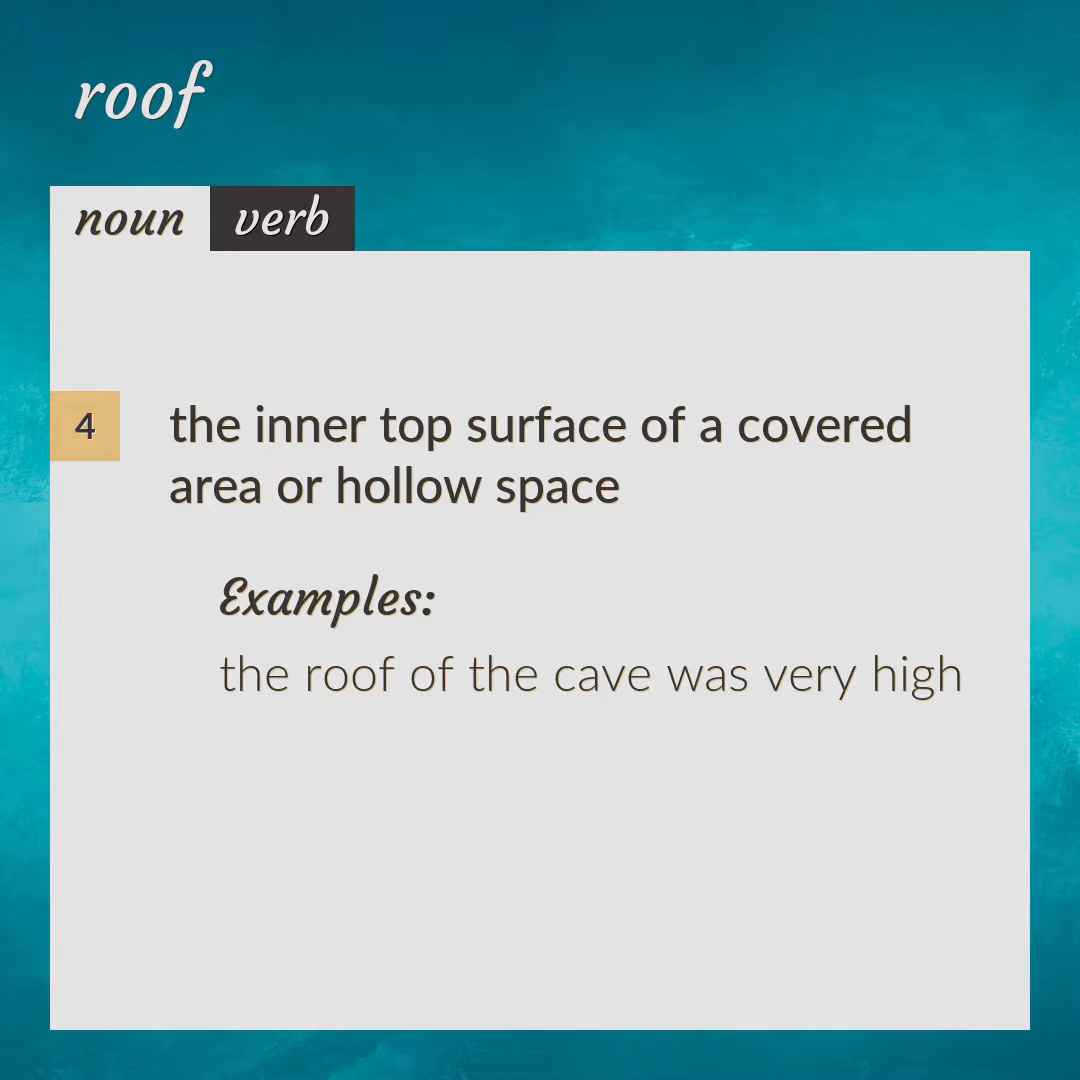 roof
noun verb
4 the inner top surface of a covered
area or hollow space
Examples:
the roof of the cave was very high